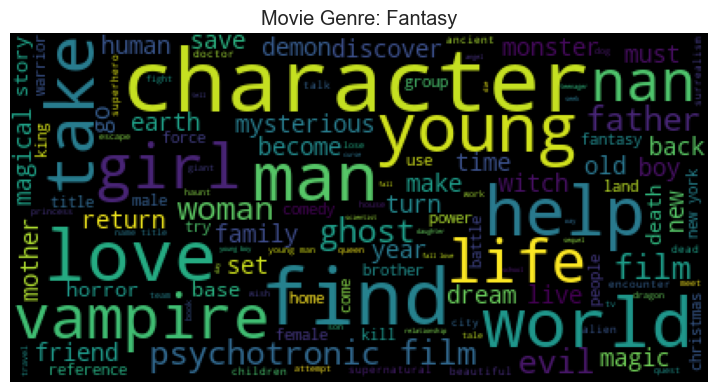 Movie Genre: Fantasy
human
save
demon
discover
monster
must
ancient
doctor
warrior
superhero
story
magical
king
take
go
character
nan
group
fight
talk
surrealism
earth
mysterious
young
father
force
escape
become
use
time
old
boy
back
fantasy
girl
man
make
witch
land
giant
haunt
title
male
woman
comedy
turn
power
help
death
new
new york
princess
return
try
family
ghost
year
battle
people
dead
mother
love
set
young man
queen
brother
life
film
horror
base
home
come
find
dream
live
encounter
meet
dragon
christmas
vampire
female
kill
city
tale
alien
world
friend
reference
psychotronic film
children
attempt
supernatural
beautiful
evil
magic
quest
travel
relationship
team
book
wish
son
daughter
scientist
house
work
fall
name title
young boy
fall love
sequel
teenager
lose
tv